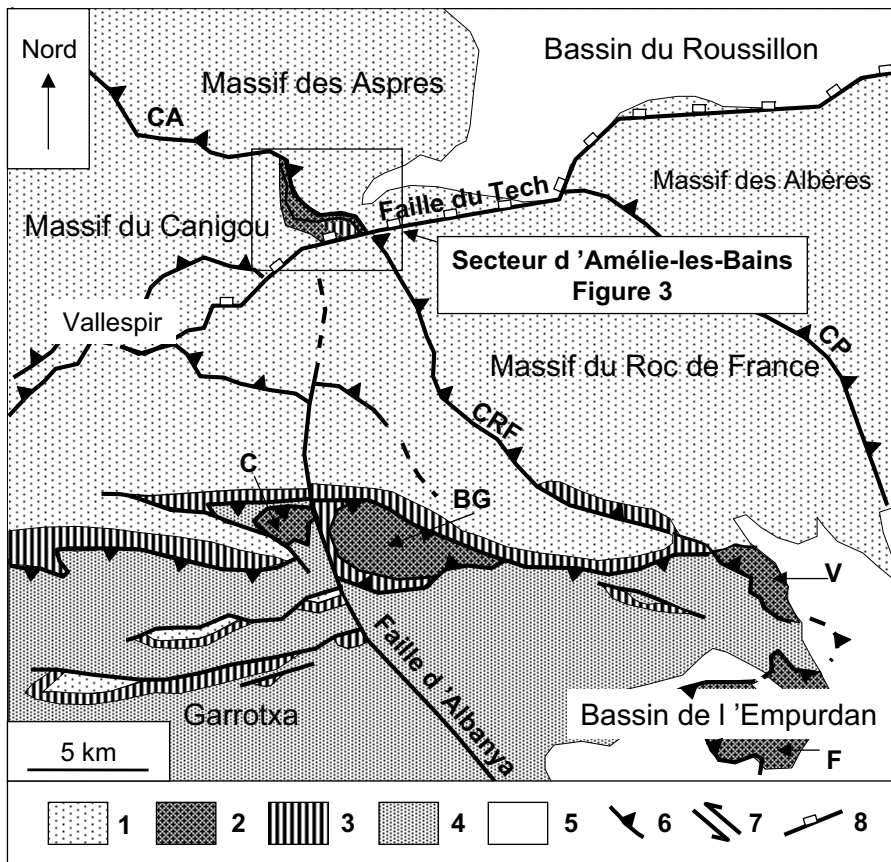 Nord
Bassin du Roussillon
Massif des Aspres
CA
Massif des Albères
Faille du Tech
Massif du Canigou
Secteur d ’Amélie-les-Bains
Figure 3
Vallespir
CP
Massif du Roc de France
CRF
C
BG
V
Faille d ’Albanya
Garrotxa
Bassin de l ’Empurdan
F
5 km
1 2 3 4 5 6 7 8